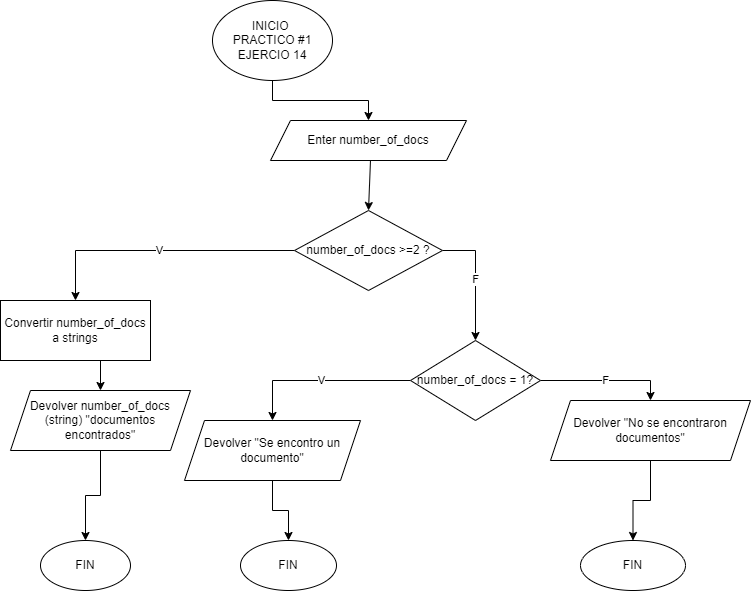 INICIO
PRACTICO #1
EJERCIO 14
Enter number_of_docs
number_of_docs >=2 ?
V
F
Convertir number_of_docs
a strings
number_of_docs = 1?
V
F
Devolver number_of_docs
(string) "documentos
encontrados"
Devolver "Se encontro un
documento"
Devolver "No se encontraron
documentos"
FIN
FIN
FIN